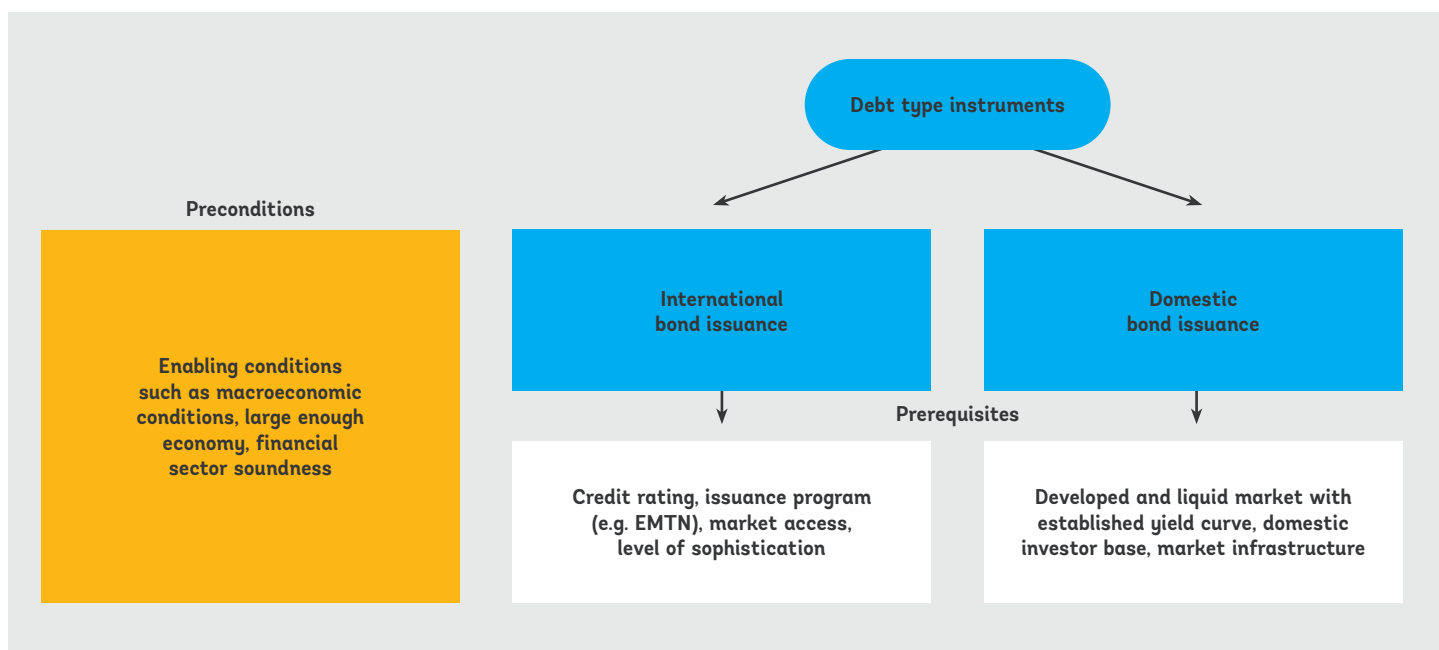 Debt type instruments
Preconditions
Enabling conditions
such as macroeconomic
conditions, large enough
economy, financial
sector soundness
International
bond issuance
Domestic
bond issuance
Prerequisites
Credit rating, issuance program
(e.g. EMTN), market access,
level of sophistication
Developed and liquid market with
established yield curve, domestic
investor base, market infrastructure